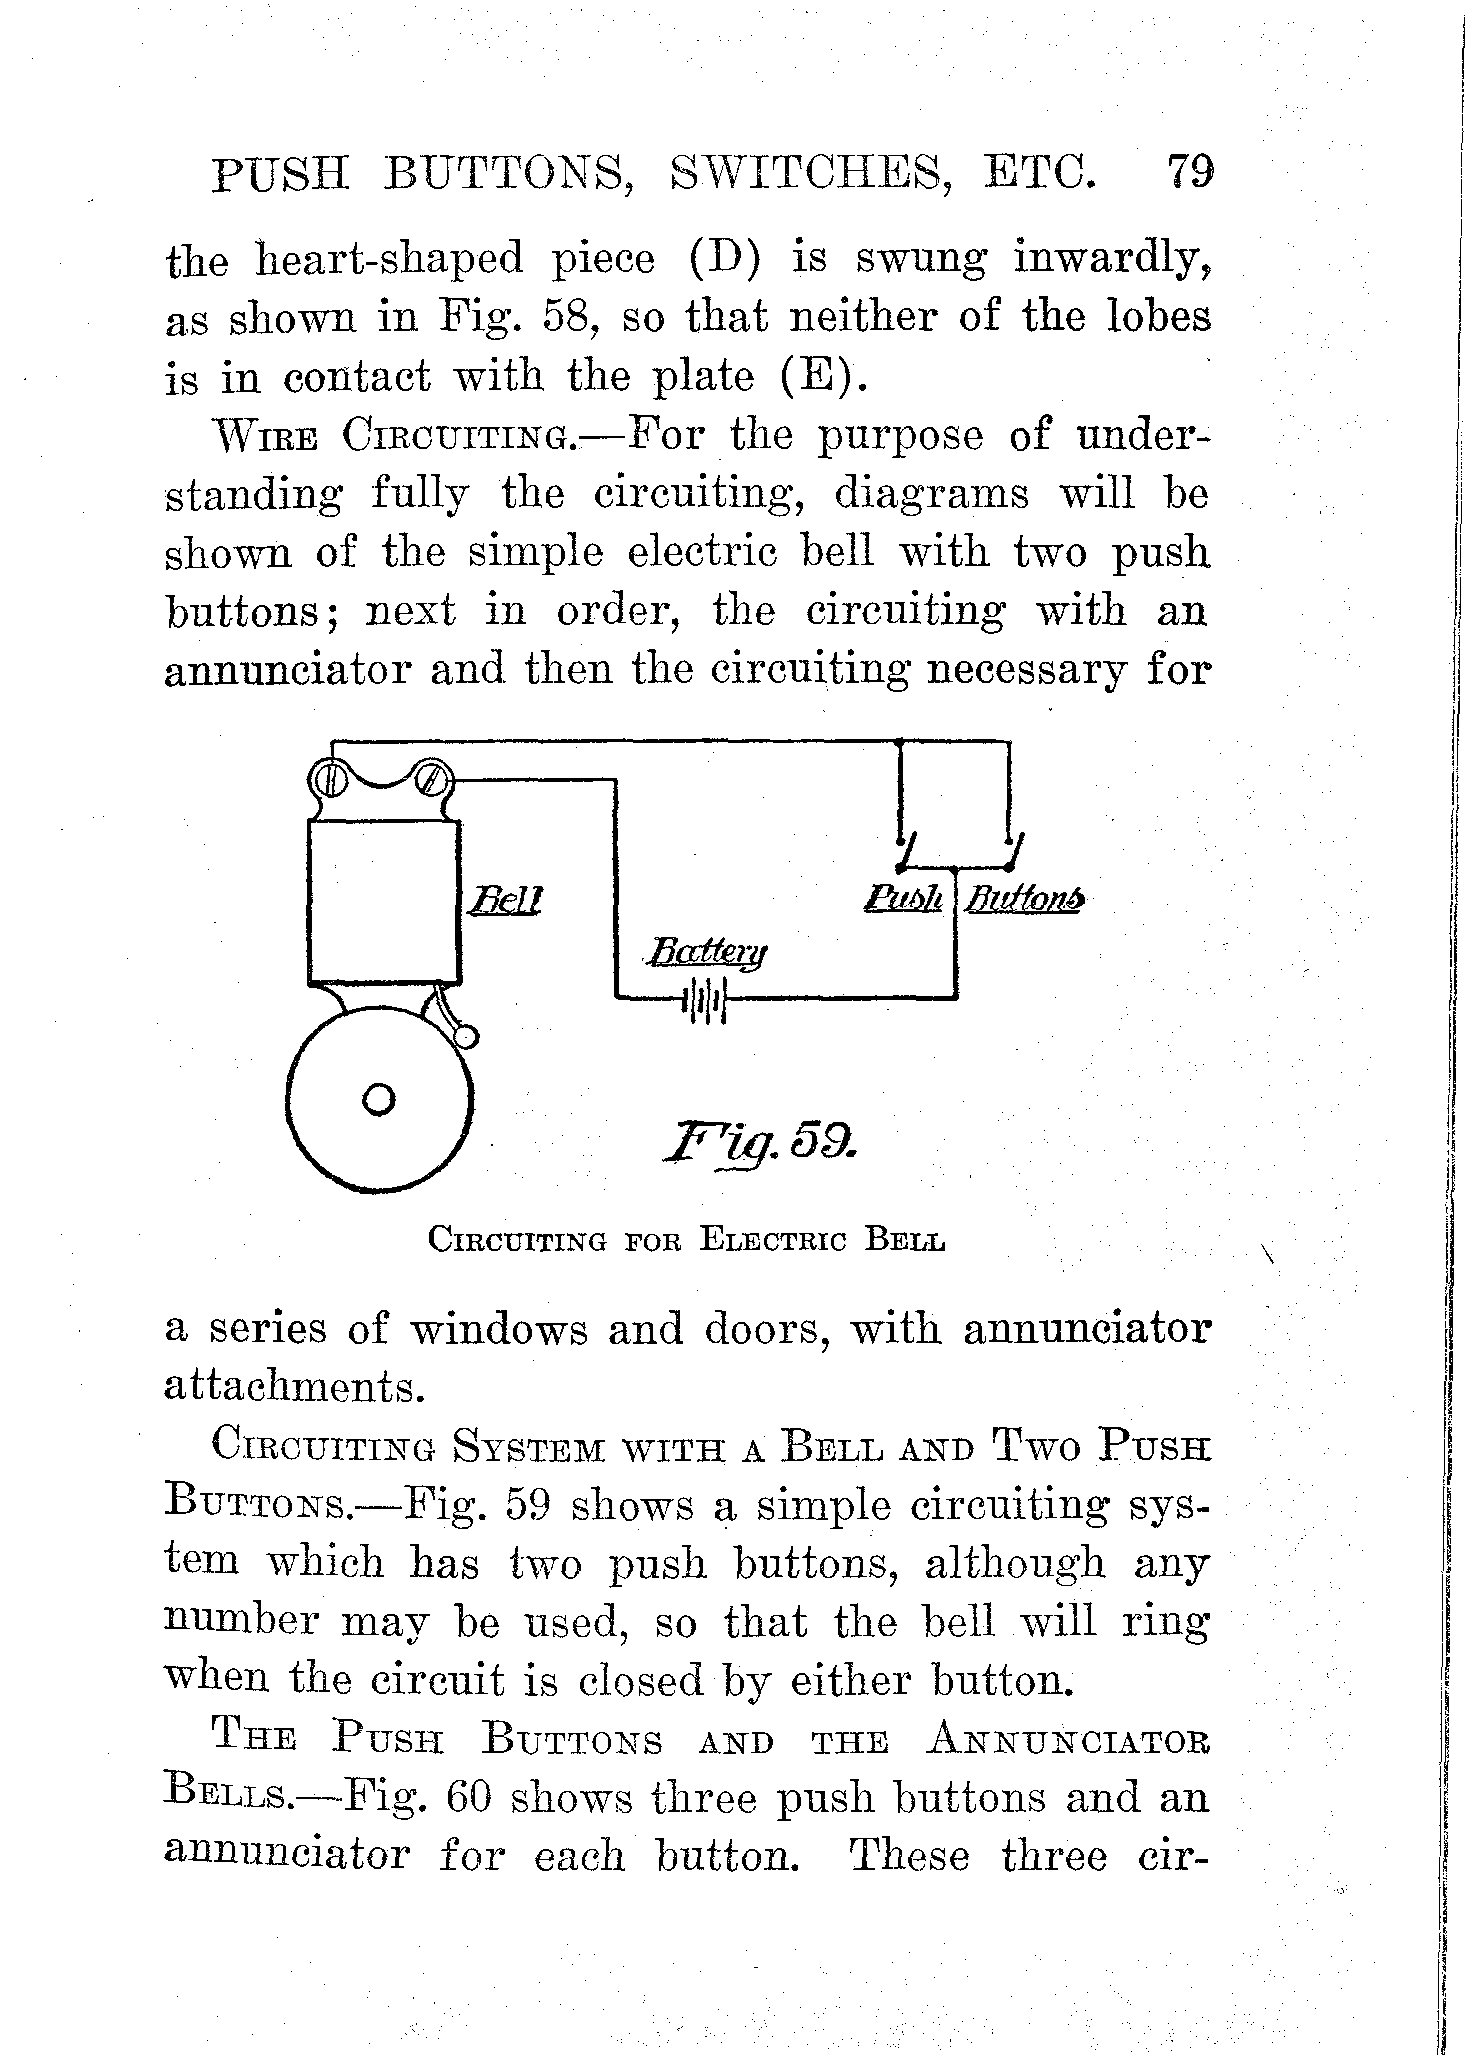 PUSH BUTTONS, SWITCHES, ETC. 79
the heart-shaped piece (D) is swung inwardly,
as shown in Fig. 58, so that neither of the lobes
is in contact with the plate (E).
WIRE CIRCUITING.—For the purpose of under-
standing fully the circuiting, diagrams will be
shown of the simple electric bell with two push
buttons; next in order, the circuiting with an
annunciator and then the circuiting necessary for
Bell
Push Buttons
Battery
Fig. 59.
CIRCUITING FOR ELECTRIC BELL
a series of windows and doors, with annunciator
attachments.
CIRCUITING SYSTEM WITH A BELL AND TWO PUSH
BUTTONS.—Fig. 59 shows a simple circuiting sys-
tem which has two push buttons, although any
number may be used, so that the bell will ring
when the circuit is closed by either button.
THE PUSH BUTTONS AND THE ANNUNCIATOR
BELLS.—Fig. 60 shows three push buttons and an
annunciator for each button. These three cir-